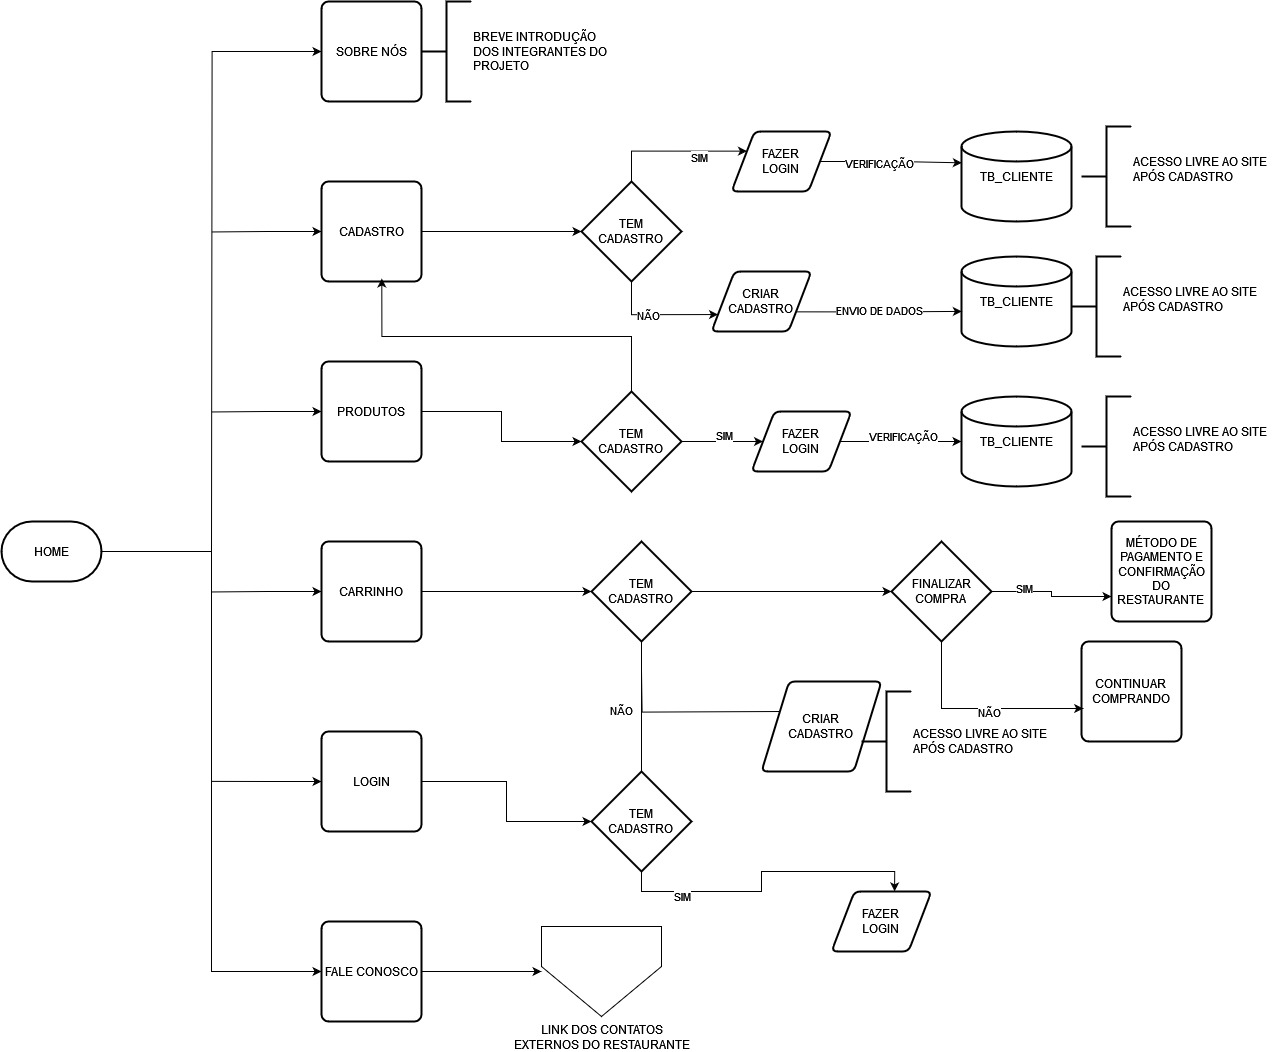 SOBRE NÓS
BREVE INTRODUÇÃO
DOS INTEGRANTES DO
PROJETO
CADASTRO
TEM
CADASTRO
SIM
FAZER
LOGIN
VERIFICAÇÃO
TB_CLIENTE
ACESSO LIVRE AO SITE
APÓS CADASTRO
NÃO
CRIAR
CADASTRO
ENVIO DE DADOS
TB_CLIENTE
ACESSO LIVRE AO SITE
APÓS CADASTRO
PRODUTOS
TEM
CADASTRO
SIM
FAZER
LOGIN
VERIFICAÇÃO
TB_CLIENTE
ACESSO LIVRE AO SITE
APÓS CADASTRO
HOME
CARRINHO
TEM
CADASTRO
FINALIZAR
COMPRA
SIM
MÉTODO DE
PAGAMENTO E
CONFIRMAÇÃO
DO
RESTAURANTE
NÃO
CONTINUAR
COMPRANDO
NÃO
CRIAR
CADASTRO
ACESSO LIVRE AO SITE
APÓS CADASTRO
LOGIN
TEM
CADASTRO
SIM
FAZER
LOGIN
FALE CONOSCO
LINK DOS CONTATOS
EXTERNOS DO RESTAURANTE